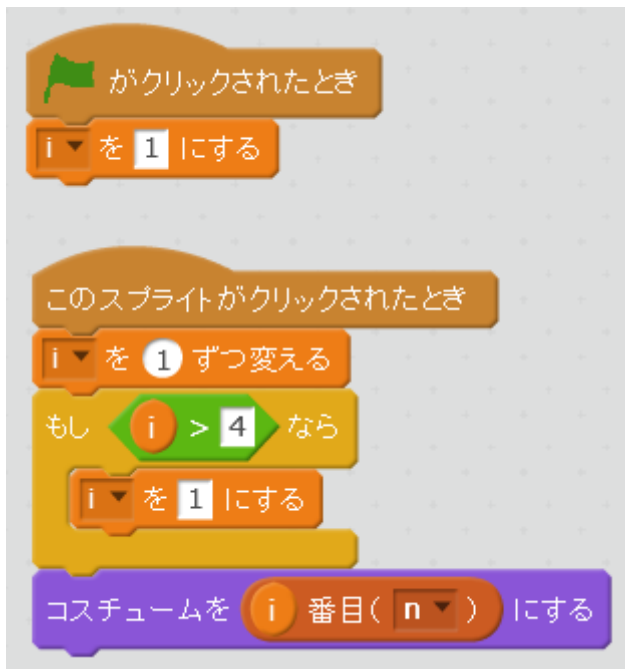 がクリックされたとき
i を 1 にする
このスプライトがクリックされたとき
i を 1 ずつ変える
もし i > 4 なら
i を 1 にする
コスチュームを i 番目( n ) にする